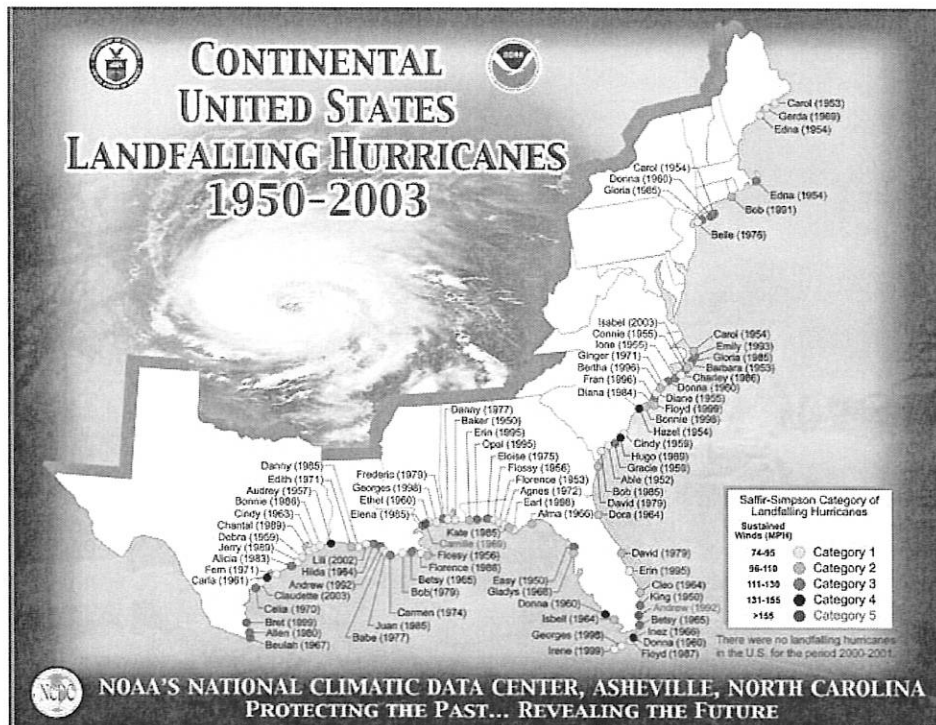 CONTINENTAL
UNITED STATES
LANDFALLING HURRICANES
1950-2003
NOAA
Carol (1953)
Gerda (1969)
Edna (1954)
Carol (1954)
Donna (1960)
Gloria (1985)
Edna (1954)
Bob (1991)
Belle (1976)
Isabel (2003)
Connie (1955)
Ione (1955)
Ginger (1971)
Bertha (1996)
Fran (1996)
Diana (1984)
Carol (1954)
Emily (1993)
Gloria (1985)
Barbara (1953)
Charley (1986)
Donna (1960)
Diane (1955)
Floyd (1999)
Bonnie (1998)
Hazel (1954)
Cindy (1959)
Hugo (1989)
Gracie (1959)
Able (1952)
Bob (1985)
David (1979)
Dora (1964)
Danny (1977)
Baker (1950)
Erin (1995)
Opal (1995)
Eloise (1975)
Flossy (1956)
Florence (1953)
Agnes (1972)
Earl (1998)
Alma (1966)
Frederic (1979)
Georges (1998)
Ethel (1960)
Elena (1985)
Danny (1985)
Edith (1971)
Audrey (1957)
Bonnie (1986)
Cindy (1963)
Chantal (1989)
Debra (1959)
Jerry (1989)
Alicia (1983)
Fern (1971)
Carla (1961)
Kate (1985)
Camille (1969)
Flossy (1956)
Florence (1988)
Betsy (1965)
Bob(1979)
Carmen (1974)
Juan (1985)
Babe (1977)
Lili (2002)
Hilda (1964)
Andrew (1992)
Claudette (2003)
Celia (1970)
Bret (1999)
Allen (1980)
Beulah (1967)
Easy (1950)
Gladys (1968)
Donna (1960)
Isbell (1964)
Georges (1998)
Irene (1999)
David (1979)
Erin (1995)
Cleo (1964)
King (1950)
Andrew (1992)
Betsy (1965)
Inez (1966)
Donna (1960)
Floyd (1987)
Saffir-Simpson Category of
Landfalling Hurricanes
Sustained
Winds (MPH)
74-95 Category 1
96-110 Category 2
111-130 Category 3
131-155 Category 4
>155 Category 5
There were no landfalling hurricanes
in the U.S. for the period 2000-2001.
NCDC
NOAA'S NATIONAL CLIMATIC DATA CENTER, ASHEVILLE, NORTH CAROLINA
PROTECTING THE PAST... REVEALING THE FUTURE